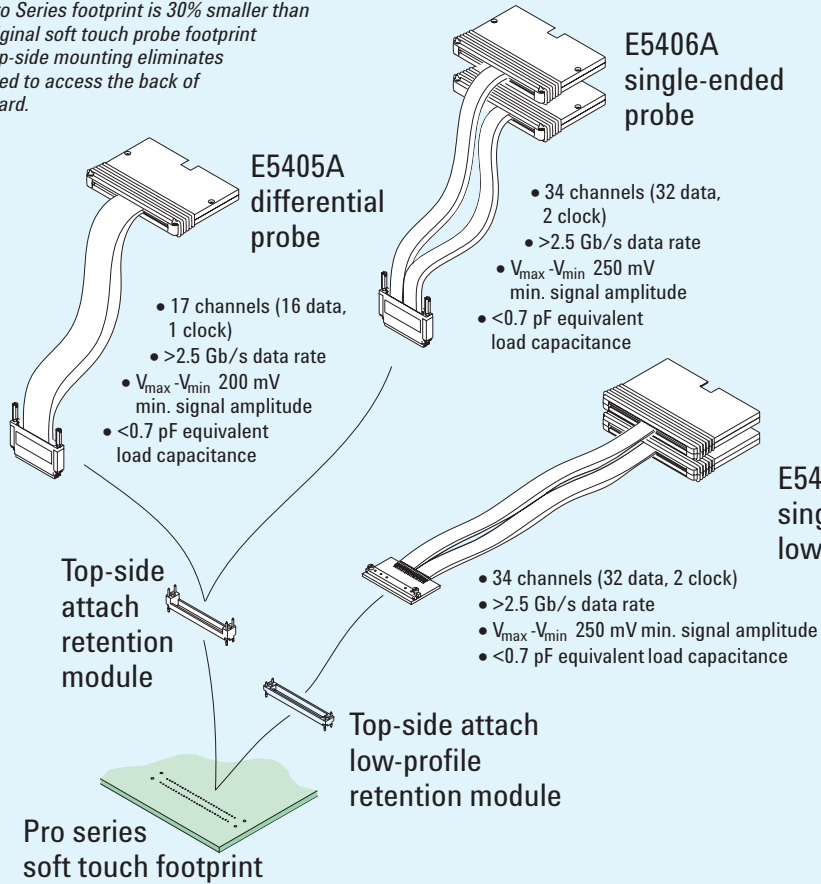 ro Series footprint is 30% smaller than
iginal soft touch probe footprint
p-side mounting eliminates
ed to access the back of
ard.
E5406A
single-ended
probe
• 34 channels (32 data,
2 clock)
• >2.5 Gb/s data rate
• Vmax -Vmin 250 mV
min. signal amplitude
• <0.7 pF equivalent
load capacitance
E5405A
differential
probe
• 17 channels (16 data,
1 clock)
• >2.5 Gb/s data rate
• Vmax -Vmin 200 mV
min. signal amplitude
• <0.7 pF equivalent
load capacitance
E54
sing
low
• 34 channels (32 data, 2 clock)
• >2.5 Gb/s data rate
• Vmax -Vmin 250 mV min. signal amplitude
• <0.7 pF equivalent load capacitance
Top-side
attach
retention
module
Top-side attach
low-profile
retention module
Pro series
soft touch footprint